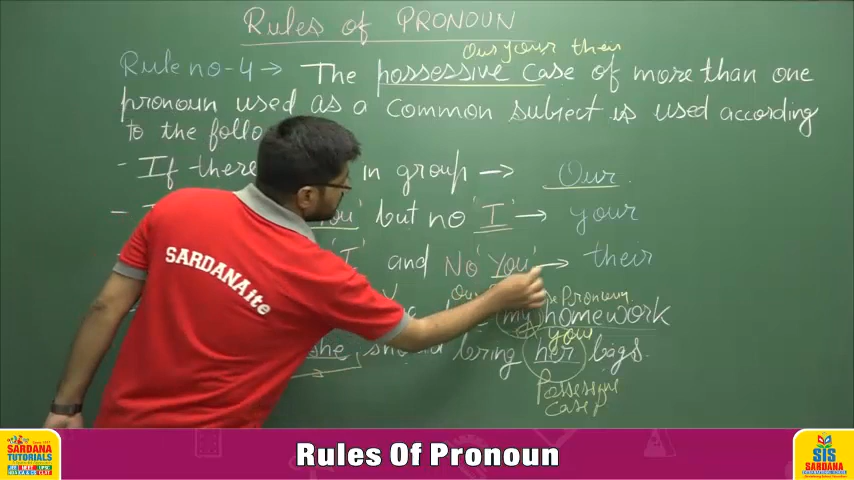 Rules of PRONOUN
Our your their
Rule no-4 → The possessive case of more than one
pronoun used as a common subject is used according
to the follo
- If there in group → Our
- you' but no 'I' → your
'I' and No 'You' → their
Pronoun
my homework
your
she, should bring her bags.
Possessive
case
SARDANAite
Rules Of Pronoun
SARDANA
TUTORIALS
SIS
SARDANA